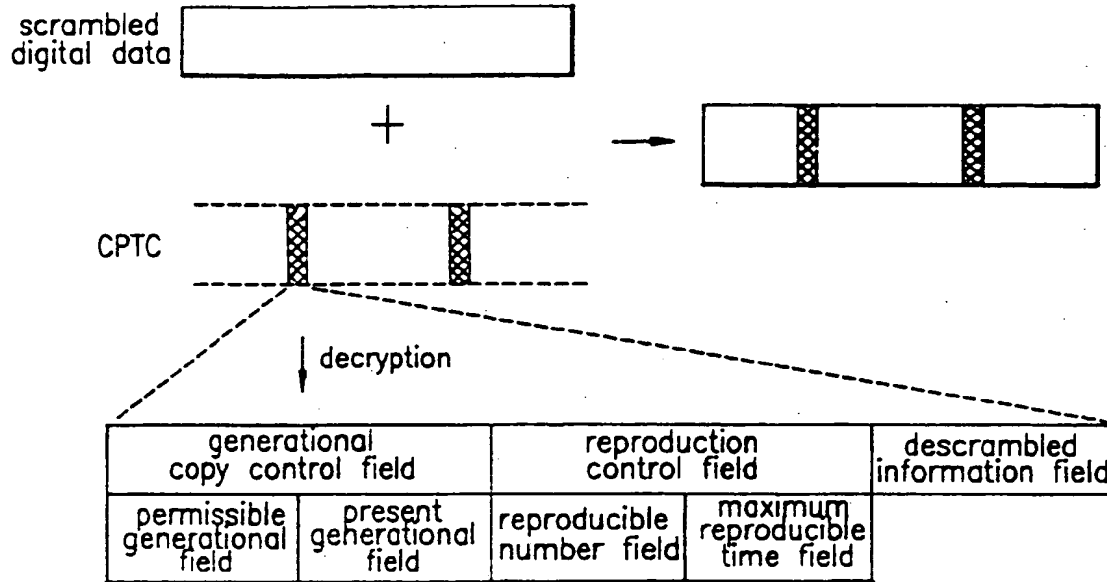 scrambled
digital data
+
CPTC
decryption
generational
copy control field
reproduction
control field
descrambled
information field
permissible
generational
field
present
generational
field
reproducible
number field
maximum
reproducible
time field